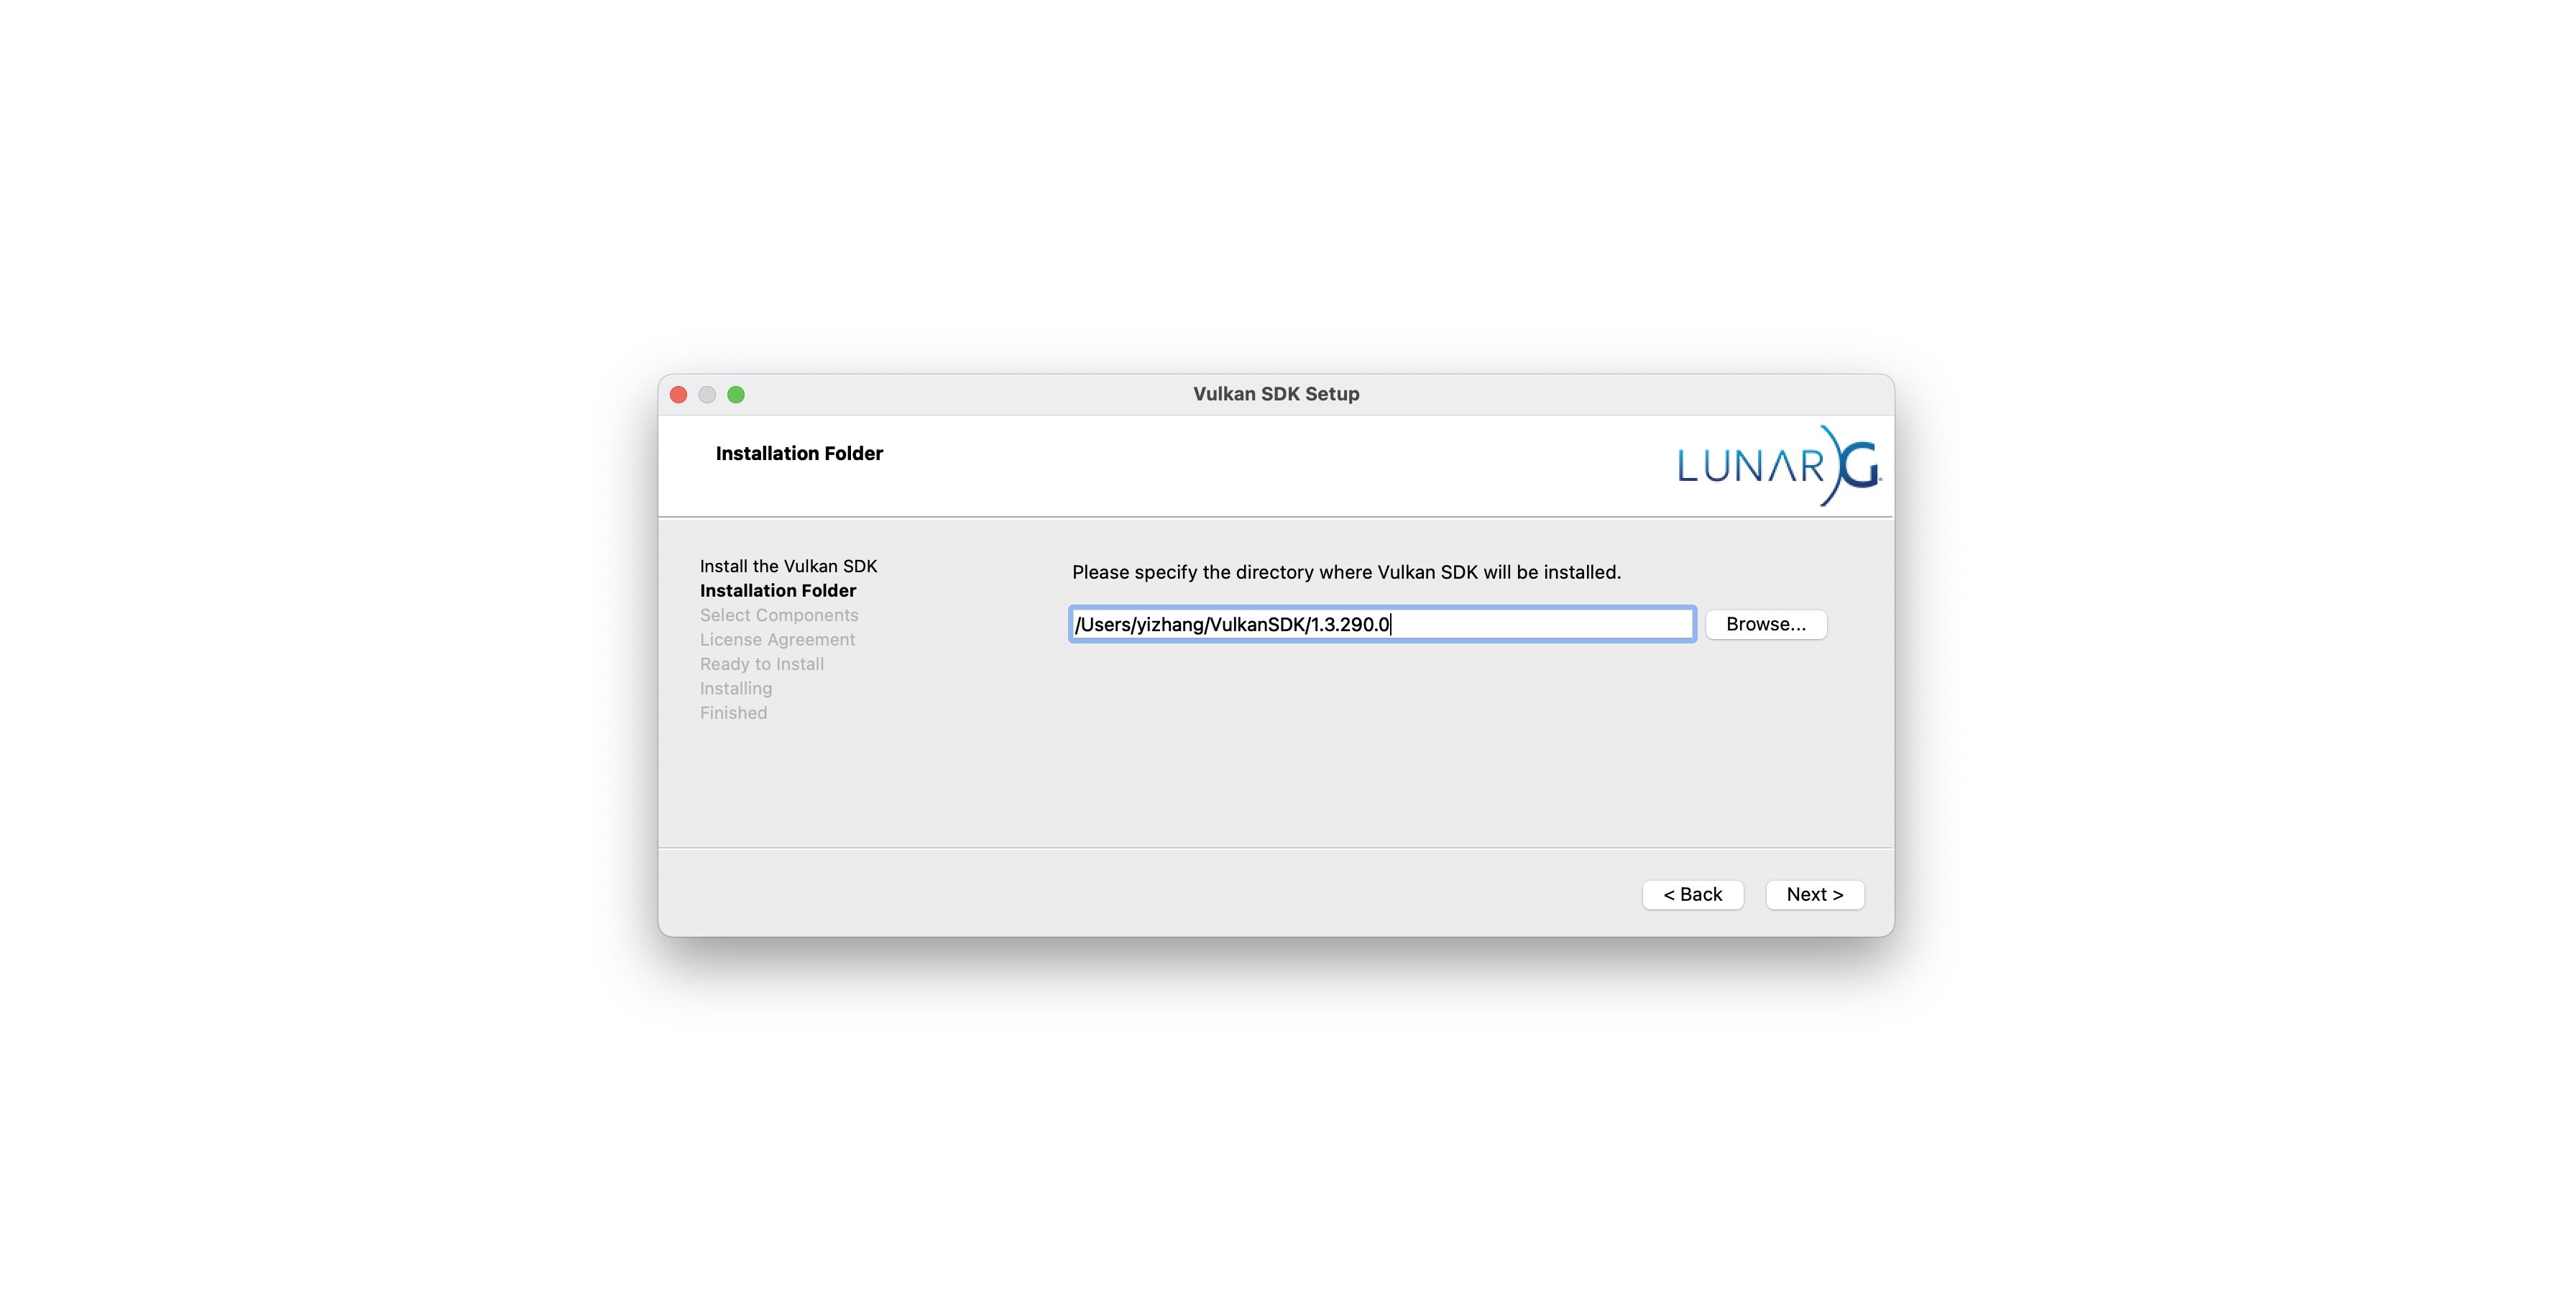 Vulkan SDK Setup
Installation Folder
LUNAR)G
Install the Vulkan SDK
Installation Folder
Select Components
License Agreement
Ready to Install
Installing
Finished
Please specify the directory where Vulkan SDK will be installed.
/Users/yizhang/VulkanSDK/1.3.290.0
Browse...
< Back
Next >